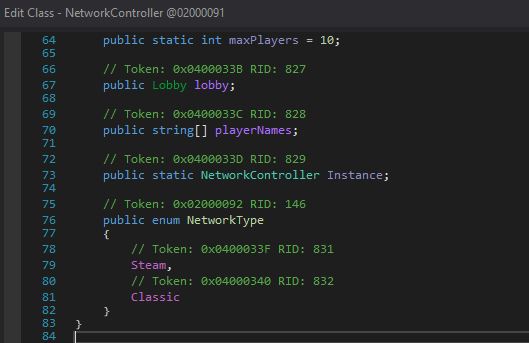 Edit Class - NetworkController @02000091
64 public static int maxPlayers = 10;
65
66 // Token: 0x0400033B RID: 827
67 public Lobby lobby;
68
69 // Token: 0x0400033C RID: 828
70 public string[] playerNames;
71
72 // Token: 0x0400033D RID: 829
73 public static NetworkController Instance;
74
75 // Token: 0x02000092 RID: 146
76 public enum NetworkType
77 {
78 // Token: 0x0400033F RID: 831
79 Steam,
80 // Token: 0x04000340 RID: 832
81 Classic
82 }
83 }
84